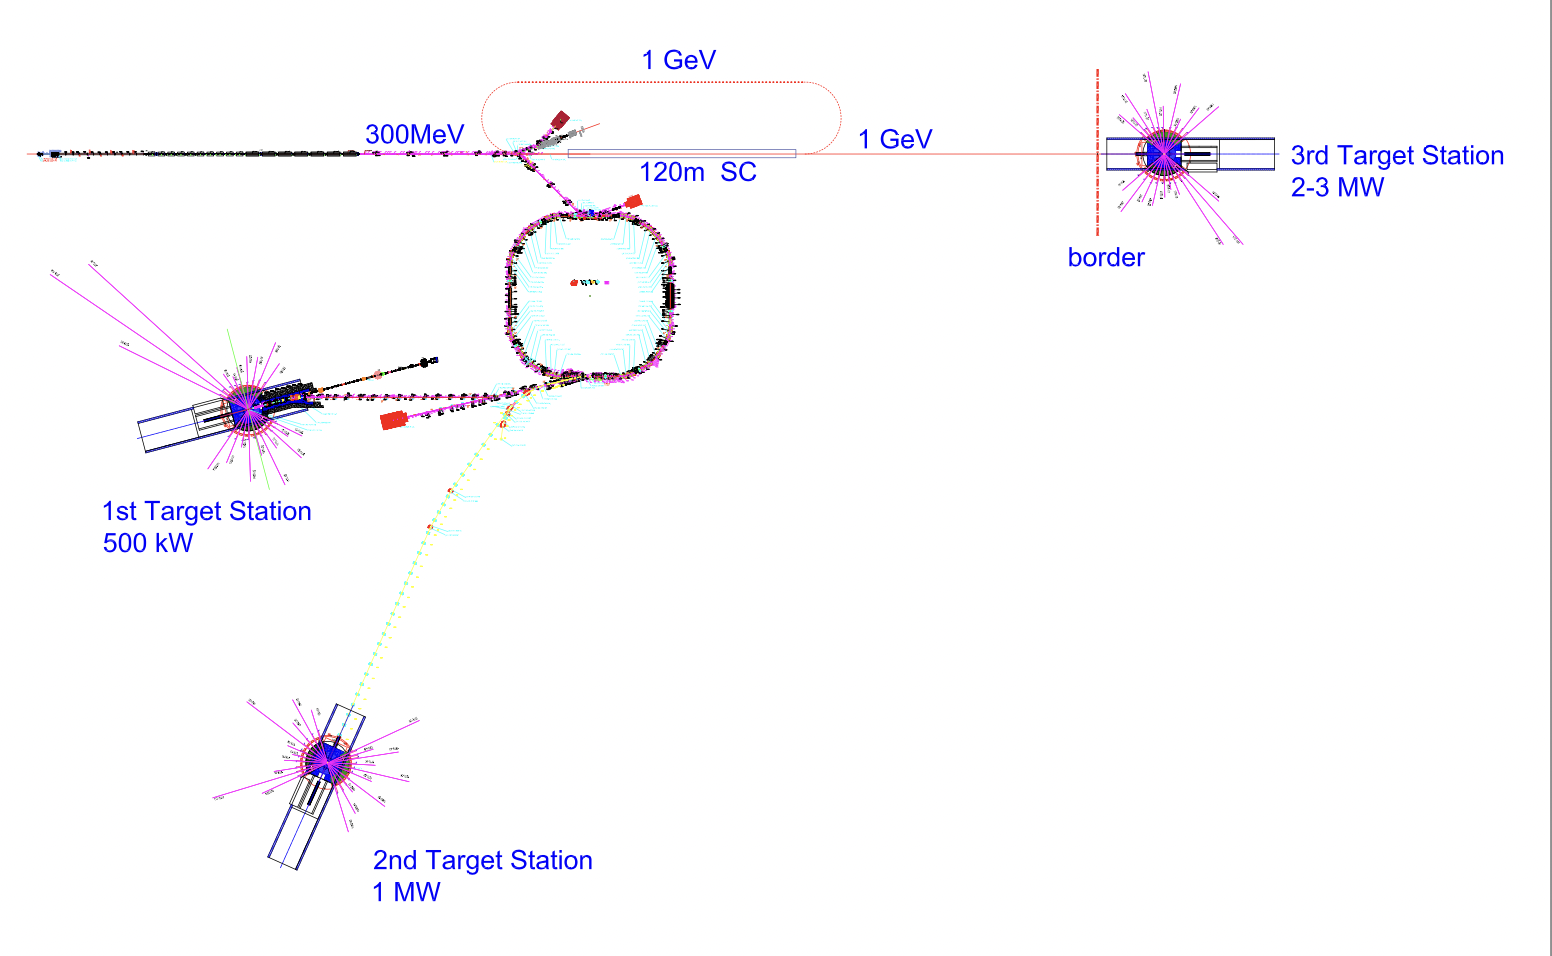 1 GeV
300MeV
1 GeV
120m SC
3rd Target Station
2-3 MW
border
1st Target Station
500 kW
2nd Target Station
1 MW